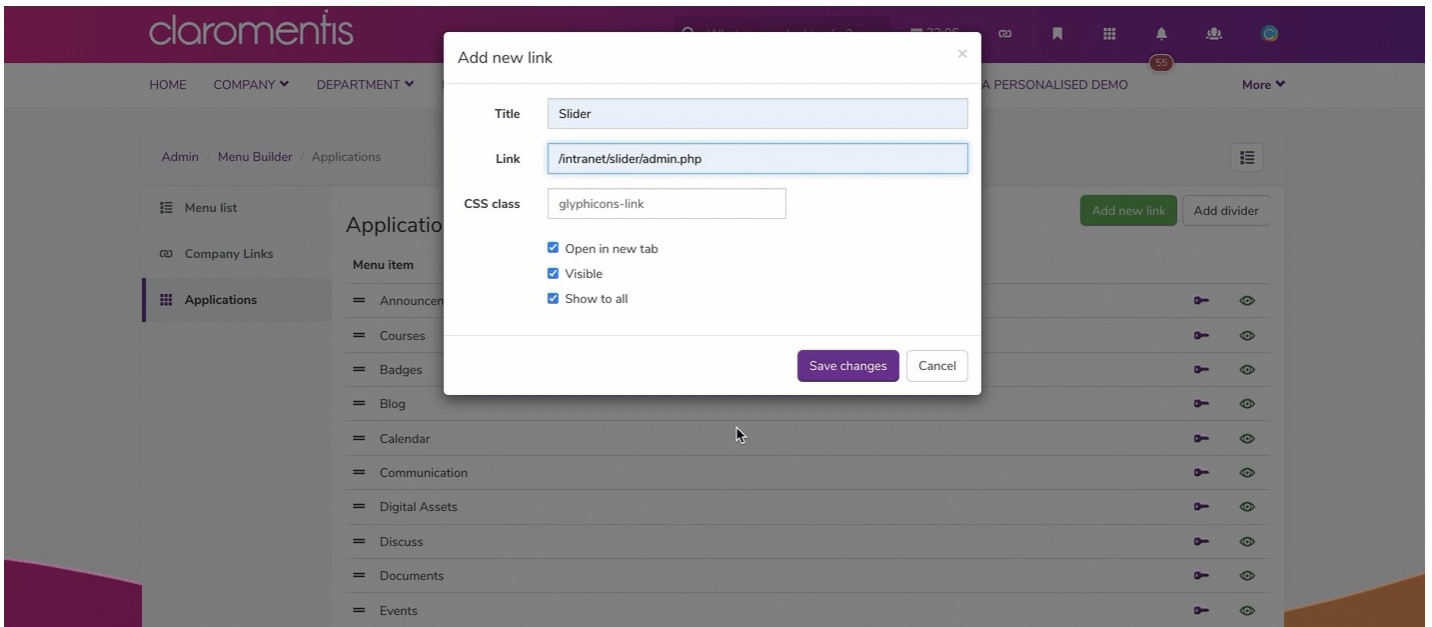 claromentis
55
HOME COMPANY DEPARTMENT A PERSONALISED DEMO More
Add new link ×
Title Slider
Link /intranet/slider/admin.php
CSS class glyphicons-link
Open in new tab
Visible
Show to all
Save changes Cancel
Admin / Menu Builder / Applications
Menu list
Company Links
Applications
Applicatio
Add new link Add divider
Menu item
Announcem
Courses
Badges
Blog
Calendar
Communication
Digital Assets
Discuss
Documents
Events